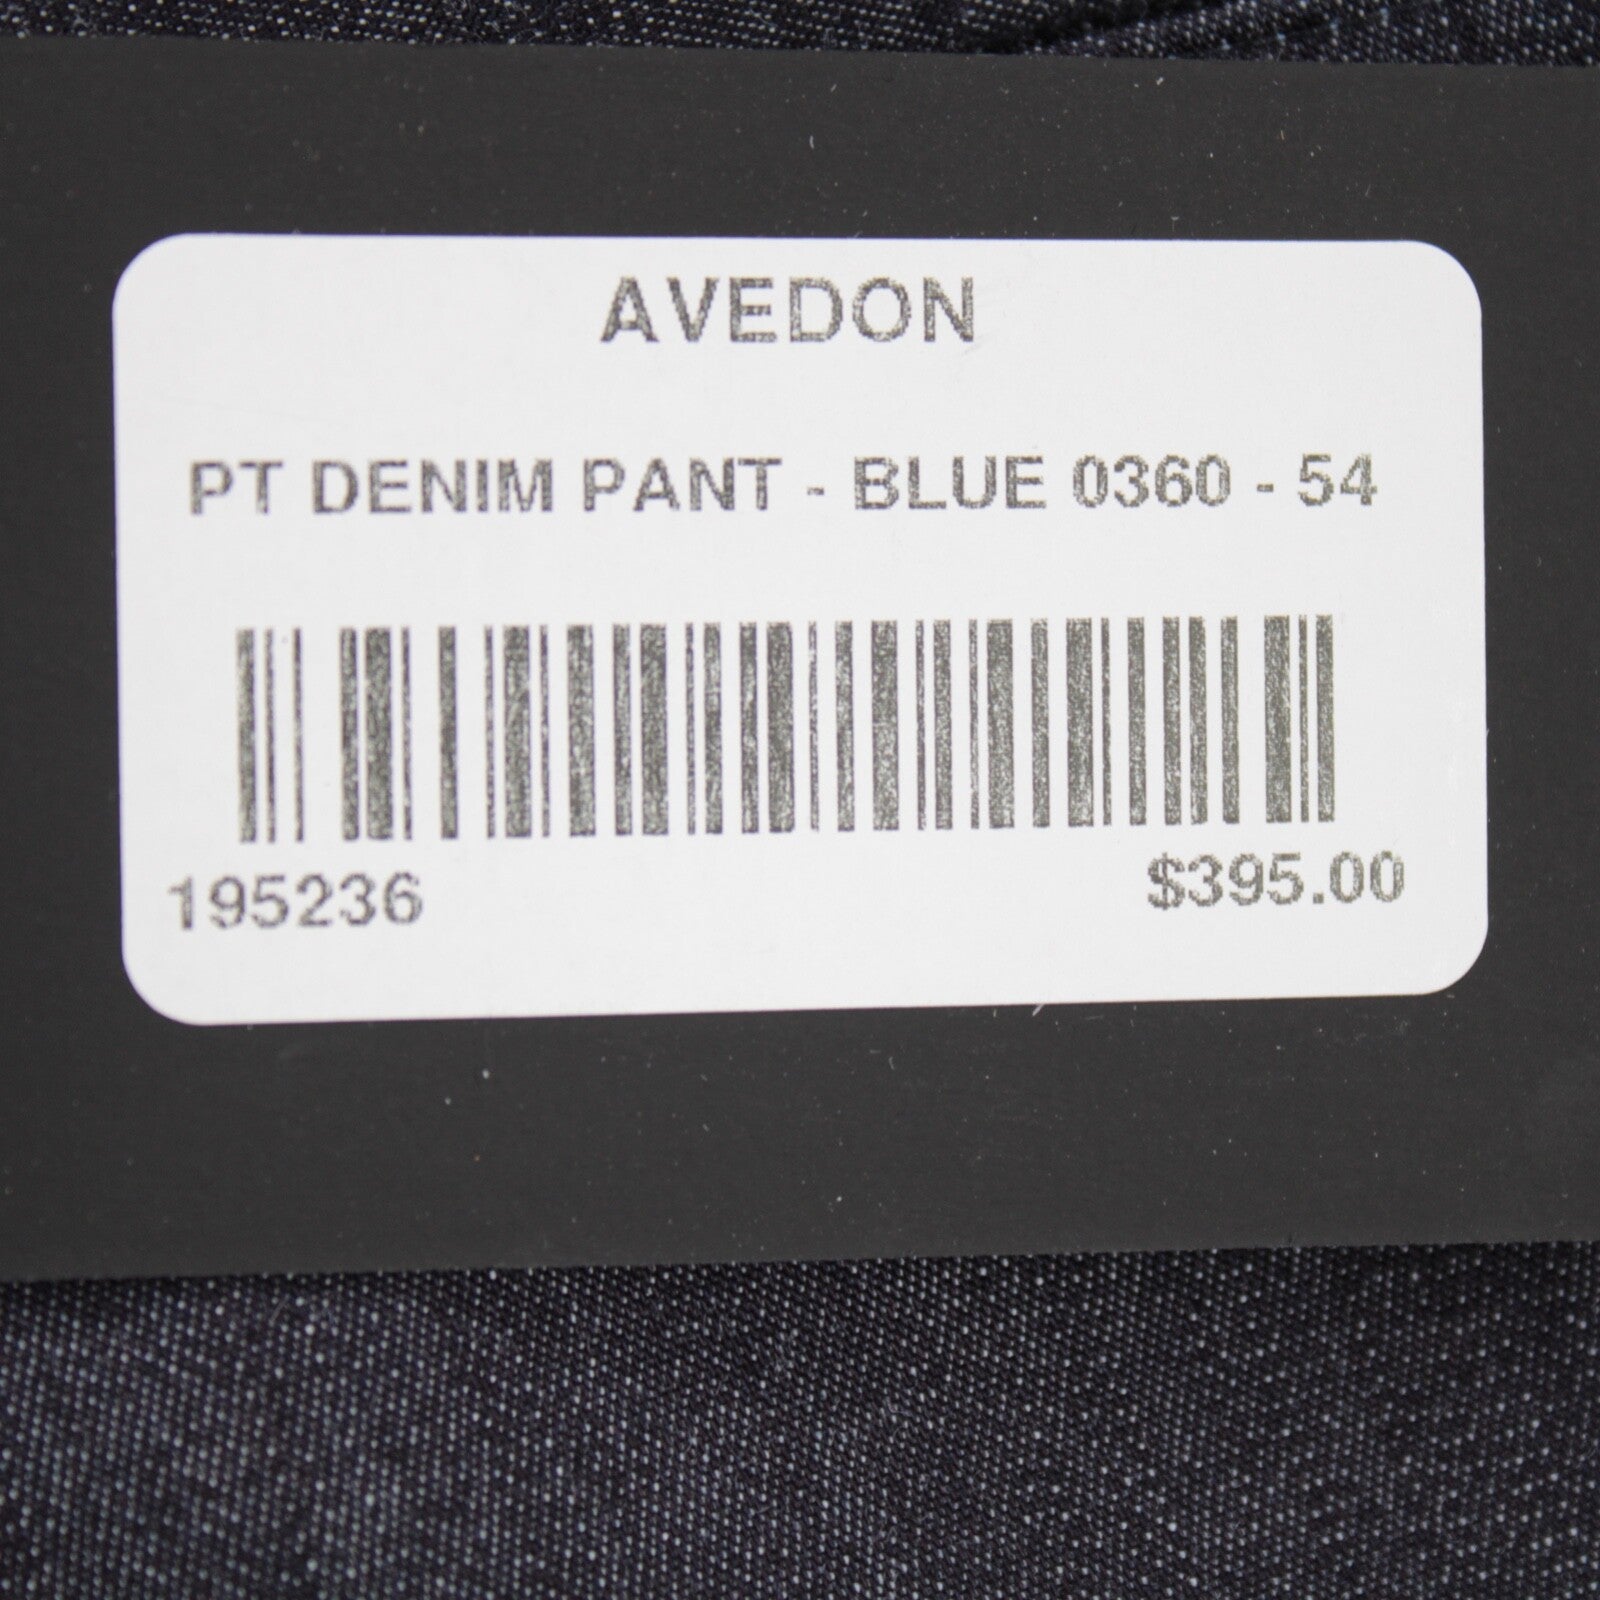 AVEDON
PT DENIM PANT - BLUE 0360 - 54
195236 $395.00